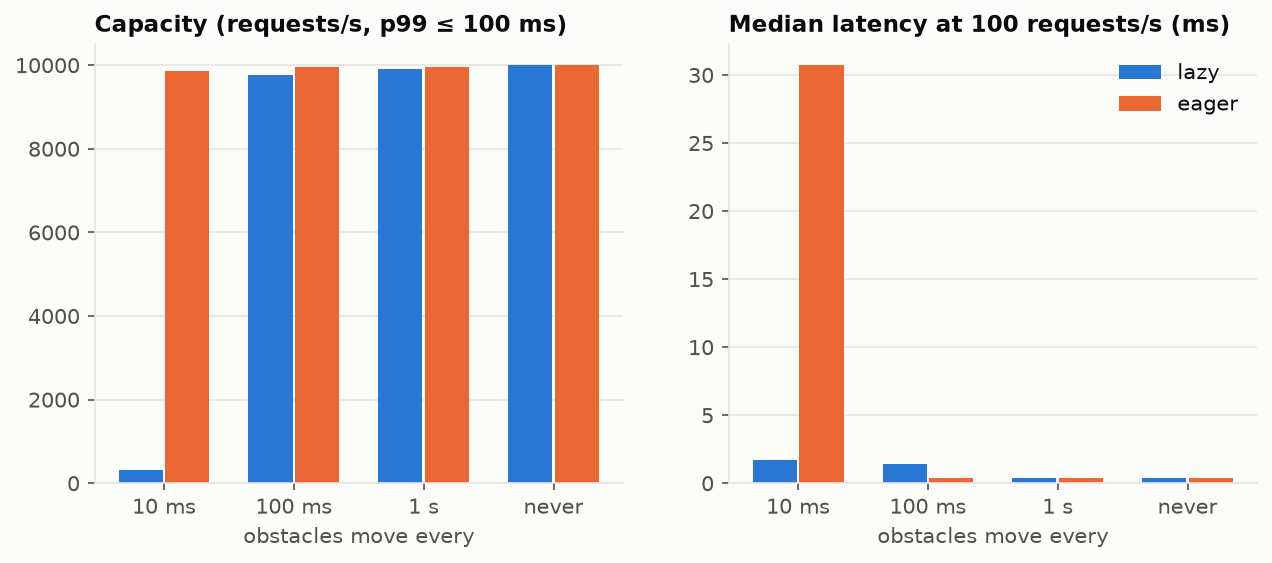 Capacity (requests/s, p99 ≤ 100 ms)
10000
8000
6000
4000
2000
0
10 ms
100 ms
1 s
never
obstacles move every
Median latency at 100 requests/s (ms)
lazy
eager
30
25
20
15
10
5
0
10 ms
100 ms
1 s
never
obstacles move every